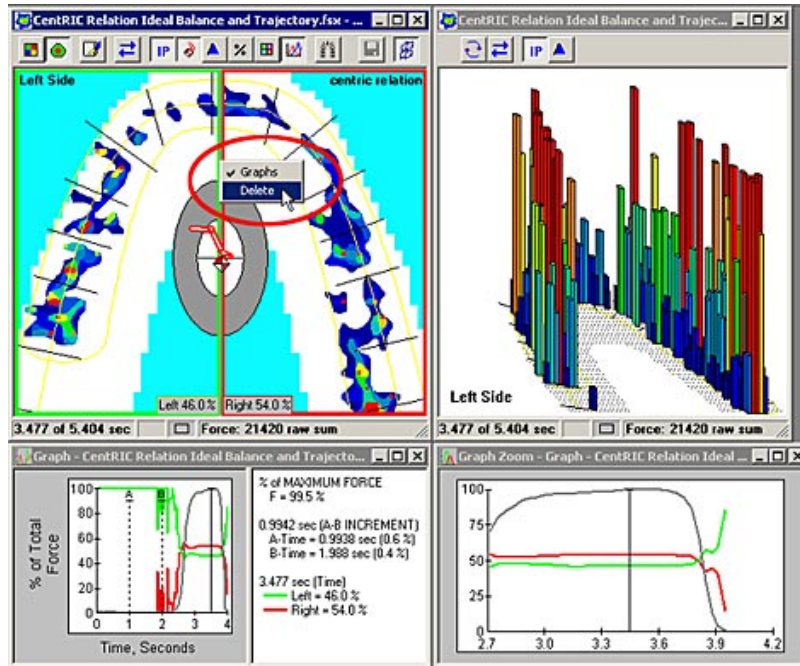 CentRIC Relation Ideal Balance and Trajectory.fsx - ...
IP
%
Left Side
centric relation
Graphs
Delete
Left 46.0 %
Right 54.0 %
3.477 of 5.404 sec
Force: 21420 raw sum
CentRIC Relation Ideal Balance and Trajec...
IP
Left Side
3.477 of 5.404 sec
Force: 21420 raw sum
Graph - CentRIC Relation Ideal Balance and Trajecto...
% of Total
Force
100
80
60
40
20
0
A
B
0
1
2
3
4
Time, Seconds
% of MAXIMUM FORCE
F = 99.5 %
0.9942 sec (A-B INCREMENT)
A-Time = 0.9938 sec (0.6 %)
B-Time = 1.988 sec (0.4 %)
3.477 sec (Time)
Left = 46.0 %
Right = 54.0 %
Graph Zoom - Graph - CentRIC Relation Ideal ...
100
75
50
25
0
2.7
3.0
3.3
3.6
3.9
4.2